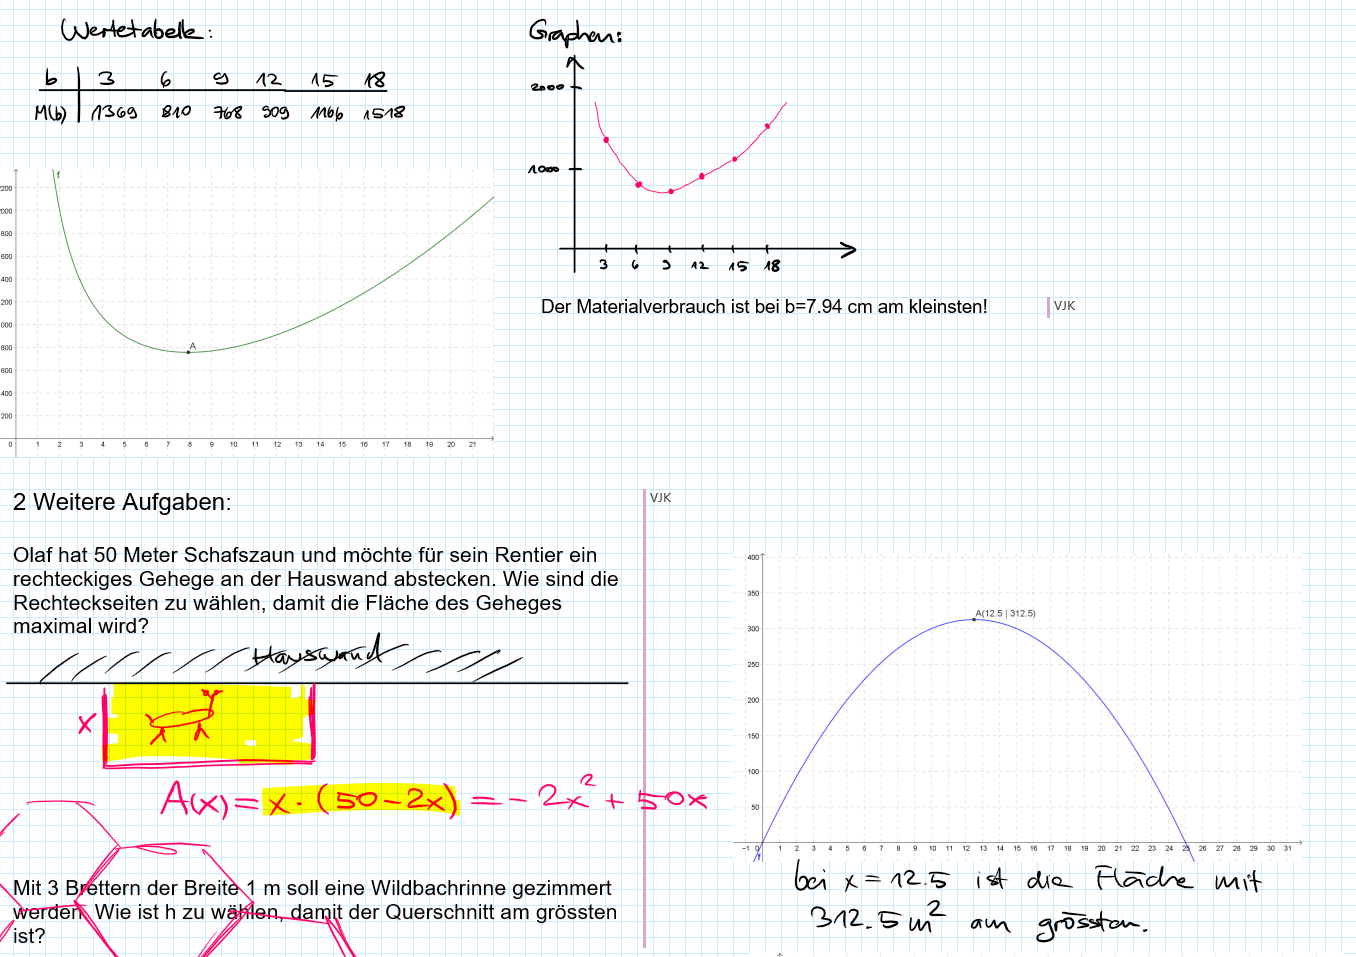 Wertetabelle:
b 3 6 9 12 15 18
M(b) 1369 810 768 909 1166 1518
f
200
000
800
600
400
200
000
800
A
600
400
200
0 1 2 3 4 5 6 7 8 9 10 11 12 13 14 15 16 17 18 19 20 21
Graphen:
2000
1000
3 6 9 12 15 18
Der Materialverbrauch ist bei b=7.94 cm am kleinsten!
VJK
2 Weitere Aufgaben:
VJK
Olaf hat 50 Meter Schafszaun und möchte für sein Rentier ein
rechteckiges Gehege an der Hauswand abstecken. Wie sind die
Rechteckseiten zu wählen, damit die Fläche des Geheges
maximal wird?
Hauswand
x
A(x) = x · (50-2x) = -2x² + 50x
Mit 3 Brettern der Breite 1 m soll eine Wildbachrinne gezimmert
werden. Wie ist h zu wählen, damit der Querschnitt am grössten
ist?
400
350
A(12.5 | 312.5)
300
250
200
150
100
50
−1 0 1 2 3 4 5 6 7 8 9 10 11 12 13 14 15 16 17 18 19 20 21 22 23 24 25 26 27 28 29 30 31
f
bei x = 12.5 ist die Fläche mit
312.5 m² am grössten.